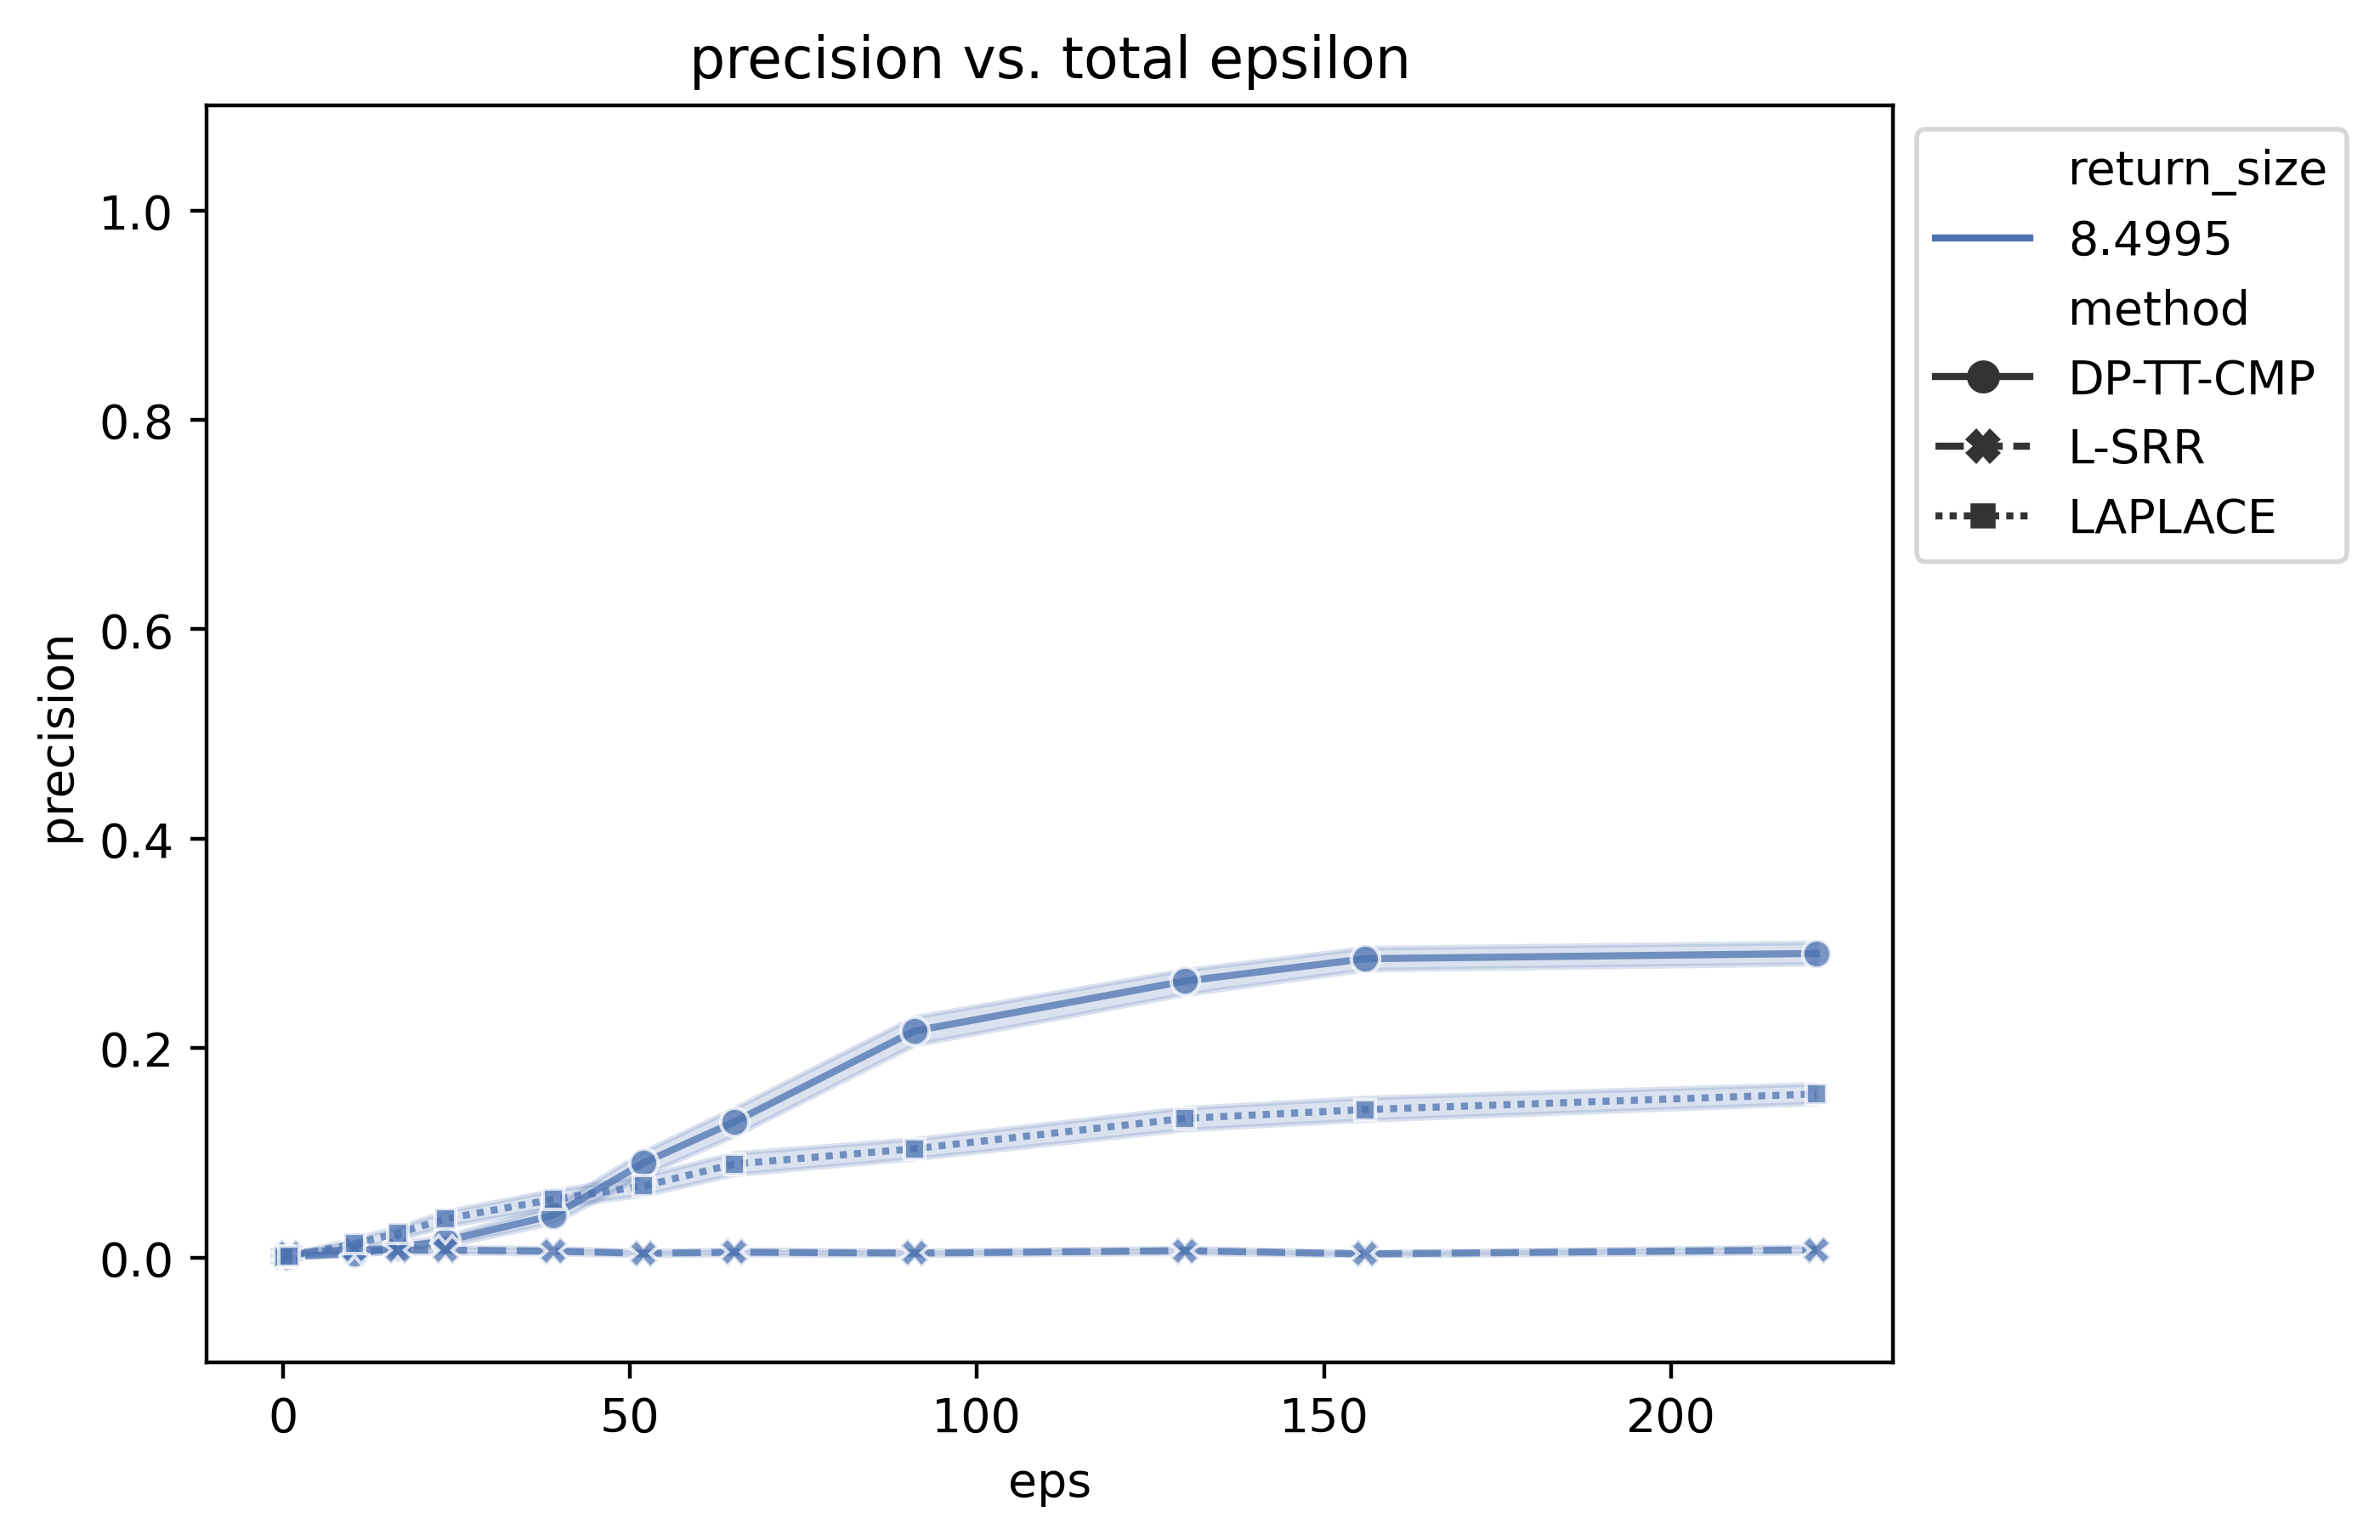 precision vs. total epsilon
return_size
8.4995
method
DP-TT-CMP
L-SRR
LAPLACE
precision
1.0
0.8
0.6
0.4
0.2
0.0
0 50 100 150 200
eps